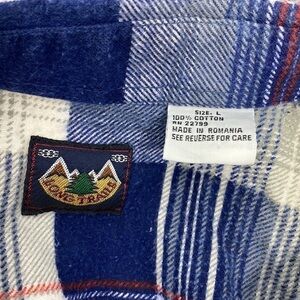 SIZE: L
100% COTTON
RN 22799
MADE IN ROMANIA
SEE REVERSE FOR CARE
LONG TRAILS